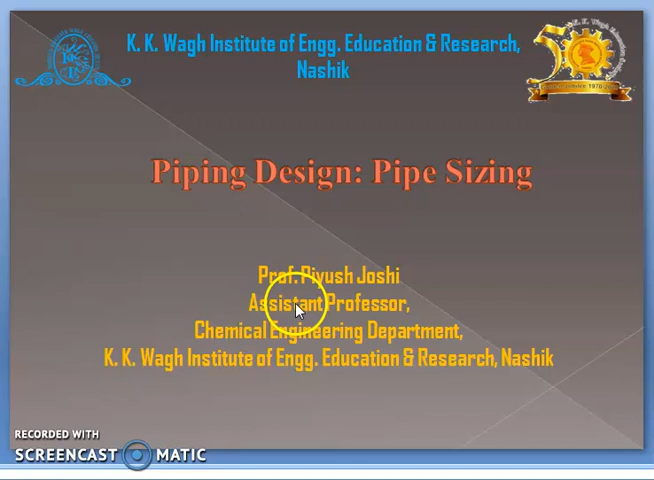 K. K. Wagh Institute of Engg. Education & Research,
Nashik
Piping Design: Pipe Sizing
Prof. Piyush Joshi
Assistant Professor,
Chemical Engineering Department,
K. K. Wagh Institute of Engg. Education & Research, Nashik
RECORDED WITH
SCREENCAST MATIC